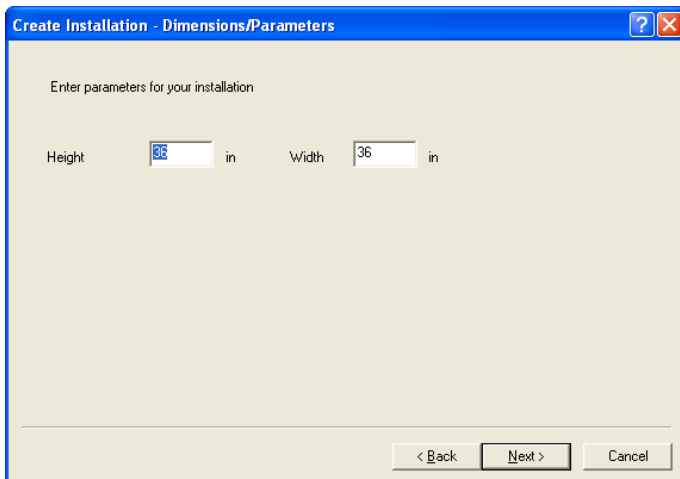 Create Installation - Dimensions/Parameters
Enter parameters for your installation
Height 36 in Width 36 in
< Back Next > Cancel